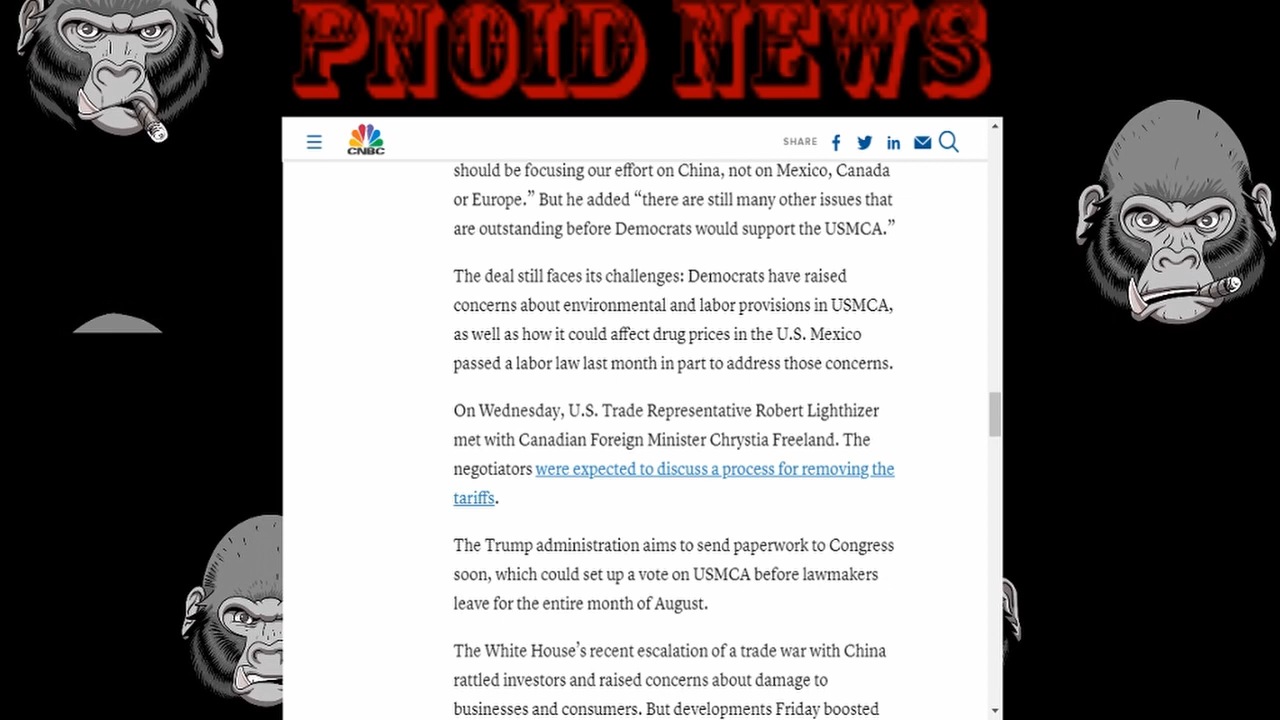 PNOID NEWS
CNBC
SHARE
should be focusing our effort on China, not on Mexico, Canada
or Europe.” But he added “there are still many other issues that
are outstanding before Democrats would support the USMCA.”
The deal still faces its challenges: Democrats have raised
concerns about environmental and labor provisions in USMCA,
as well as how it could affect drug prices in the U.S. Mexico
passed a labor law last month in part to address those concerns.
On Wednesday, U.S. Trade Representative Robert Lighthizer
met with Canadian Foreign Minister Chrystia Freeland. The
negotiators were expected to discuss a process for removing the
tariffs.
The Trump administration aims to send paperwork to Congress
soon, which could set up a vote on USMCA before lawmakers
leave for the entire month of August.
The White House’s recent escalation of a trade war with China
rattled investors and raised concerns about damage to
businesses and consumers. But developments Friday boosted